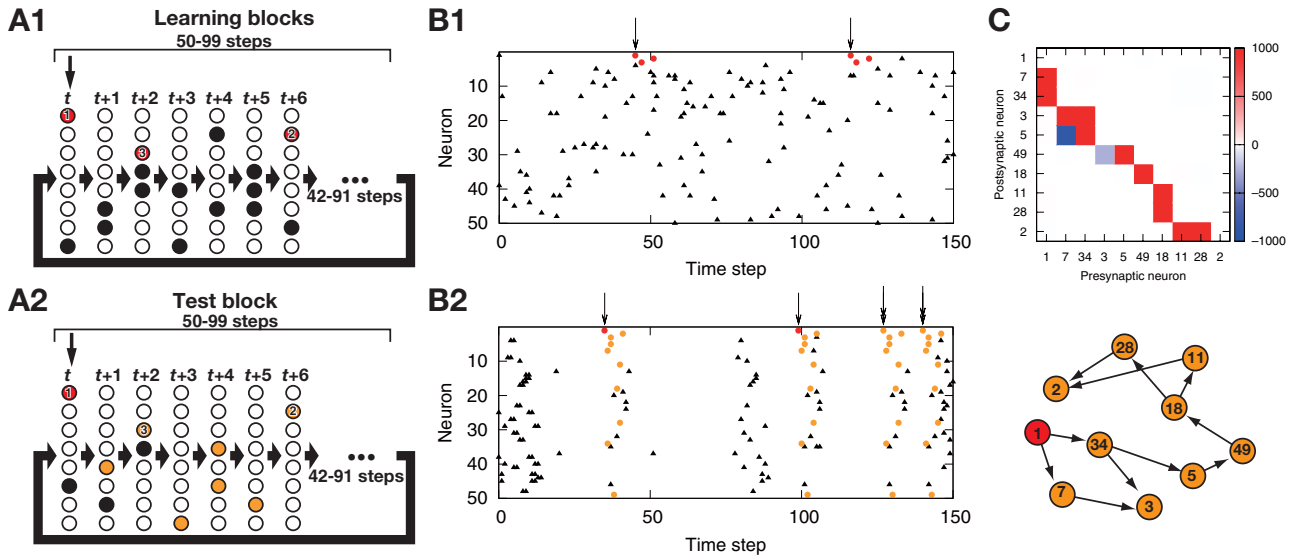 A1
Learning blocks
50-99 steps
t t+1 t+2 t+3 t+4 t+5 t+6
1
2
3
42-91 steps
A2
Test block
50-99 steps
t t+1 t+2 t+3 t+4 t+5 t+6
1
2
3
42-91 steps
B1
Neuron
10
20
30
40
50
0 50 100 150
Time step
B2
Neuron
10
20
30
40
50
0 50 100 150
Time step
C
Postsynaptic neuron
1
7
34
3
5
49
18
11
28
2
1 7 34 3 5 49 18 11 28 2
Presynaptic neuron
1000
500
0
−500
−1000
28
11
2
18
1
34
49
5
7
3